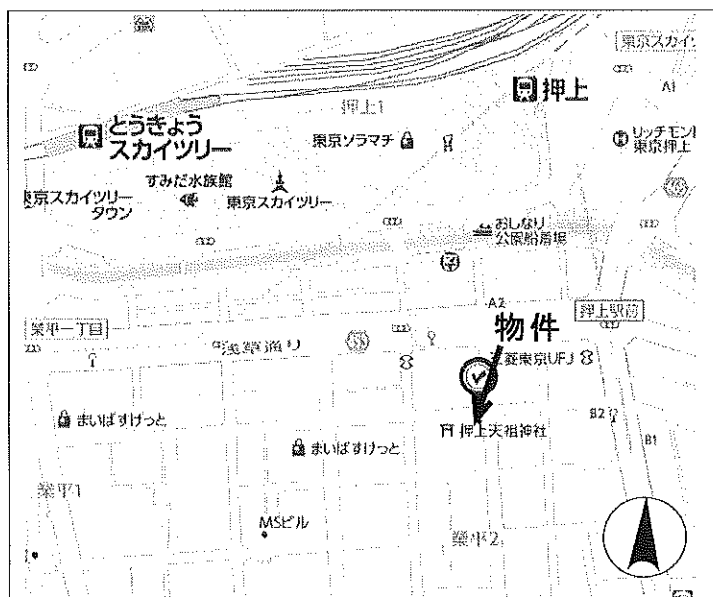 東京スカイ
押上1
押上
A1
とうきょう
スカイツリー
東京ソラマチ
リッチモンド
東京押上
すみだ水族館
東京スカイツリー
タウン
東京スカイツリー
おしなり
公園船着場
A2
押上駅前
業平一丁目
浅草通り
物件
三菱東京UFJ
まいばすけっと
B2
押上天祖神社
B1
まいばすけっと
業平1
MSビル
業平2